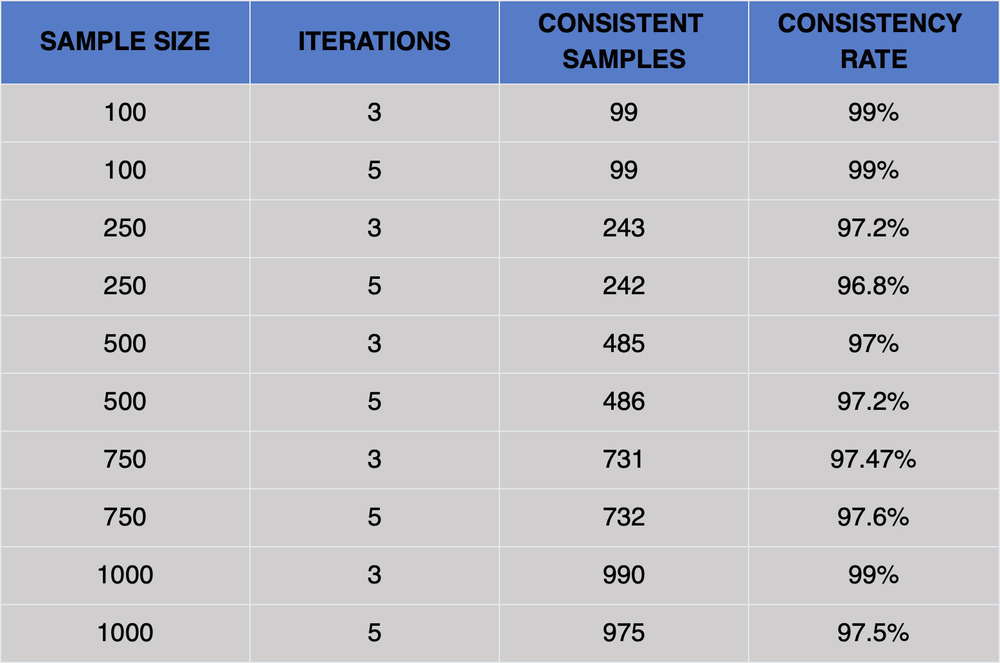 SAMPLE SIZE ITERATIONS CONSISTENT SAMPLES CONSISTENCY RATE
100 3 99 99%
100 5 99 99%
250 3 243 97.2%
250 5 242 96.8%
500 3 485 97%
500 5 486 97.2%
750 3 731 97.47%
750 5 732 97.6%
1000 3 990 99%
1000 5 975 97.5%